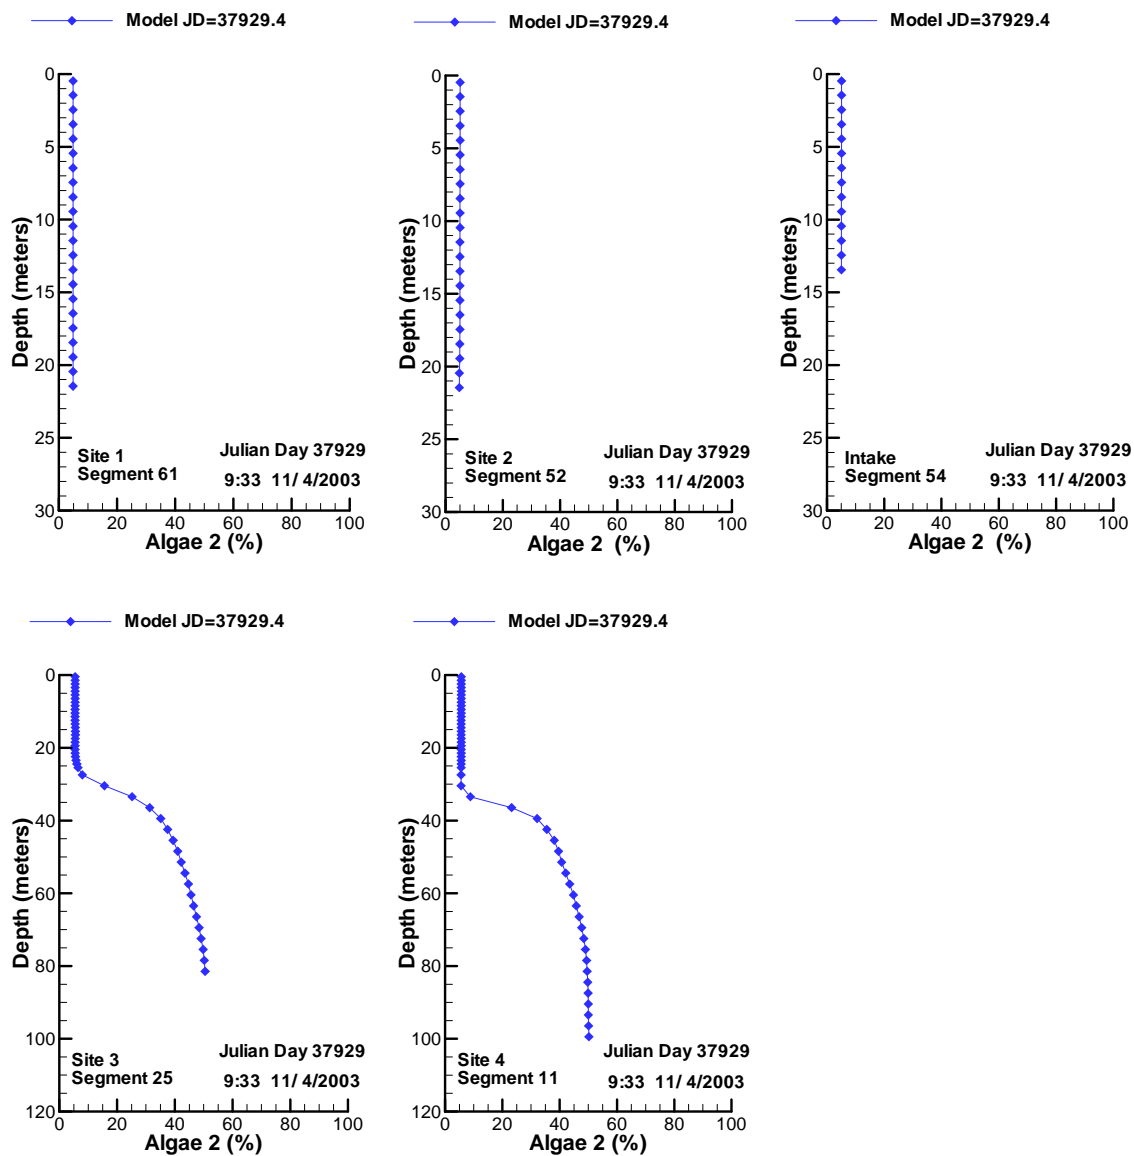 Model JD=37929.4
0
5
10
15
20
25
30
Depth (meters)
Site 1
Segment 61
Julian Day 37929
9:33 11/ 4/2003
0 20 40 60 80 100
Algae 2 (%)
Model JD=37929.4
0
5
10
15
20
25
30
Depth (meters)
Site 2
Segment 52
Julian Day 37929
9:33 11/ 4/2003
0 20 40 60 80 100
Algae 2 (%)
Model JD=37929.4
0
5
10
15
20
25
30
Depth (meters)
Intake
Segment 54
Julian Day 37929
9:33 11/ 4/2003
0 20 40 60 80 100
Algae 2 (%)
Model JD=37929.4
0
20
40
60
80
100
120
Depth (meters)
Site 3
Segment 25
Julian Day 37929
9:33 11/ 4/2003
0 20 40 60 80 100
Algae 2 (%)
Model JD=37929.4
0
20
40
60
80
100
120
Depth (meters)
Site 4
Segment 11
Julian Day 37929
9:33 11/ 4/2003
0 20 40 60 80 100
Algae 2 (%)